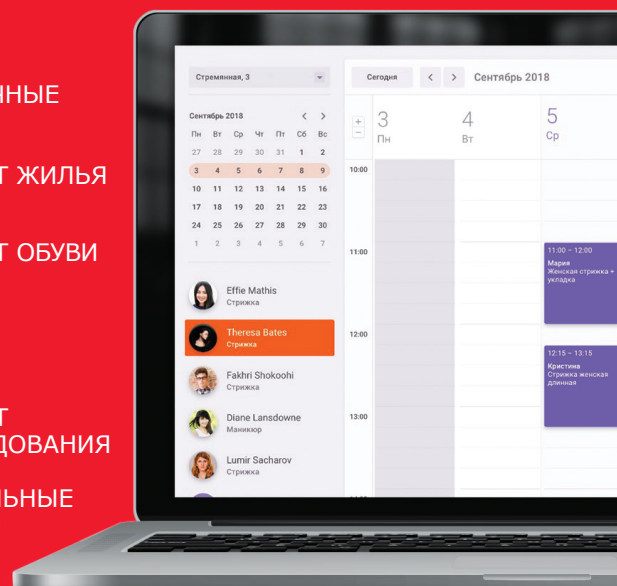 ЖИЛЬЯ
ОБУВИ
Стремянная, 3
Сентябрь 2018 < >
Пн Вт Ср Чт Пт Сб Вс
27 28 29 30 31 1 2
3 4 5 6 7 8 9
10 11 12 13 14 15 16
17 18 19 20 21 22 23
24 25 26 27 28 29 30
1 2 3 4 5 6 7
Effie Mathis
Стрижка
Theresa Bates
Стрижка
Fakhri Shokoohi
Стрижка
Diane Lansdowne
Маникюр
Lumir Sacharov
Стрижка
Сегодня < > Сентябрь 2018
+
−
3
Пн
4
Вт
5
Ср
10:00
11:00
12:00
13:00
11:00 – 12:00
Мария
Женская стрижка +
укладка
12:15 – 13:15
Кристина
Стрижка женская
длинная